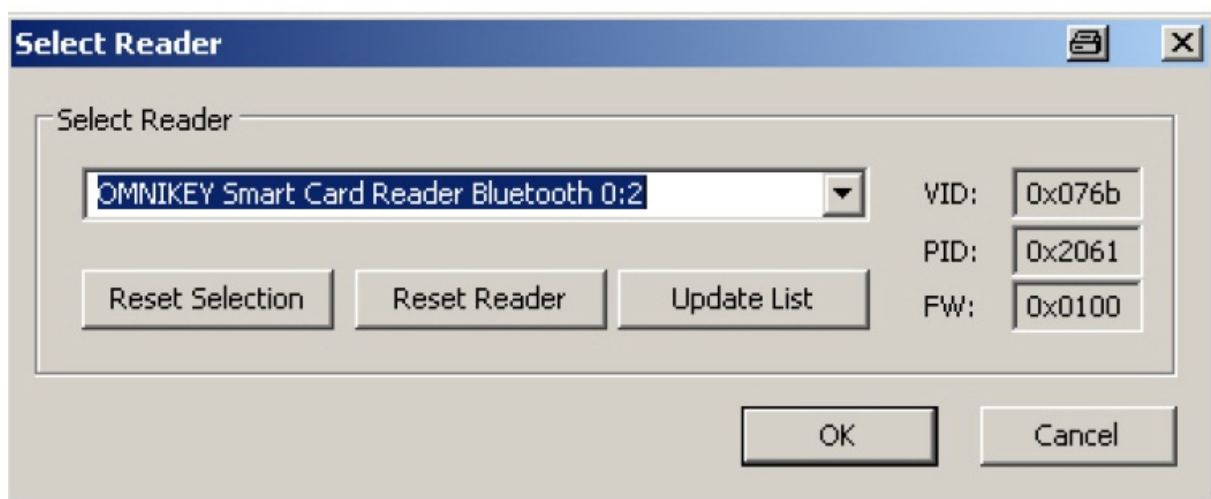 Select Reader
Select Reader
OMNIKEY Smart Card Reader Bluetooth 0:2
VID: 0x076b
PID: 0x2061
Reset Selection Reset Reader Update List
FW: 0x0100
OK Cancel